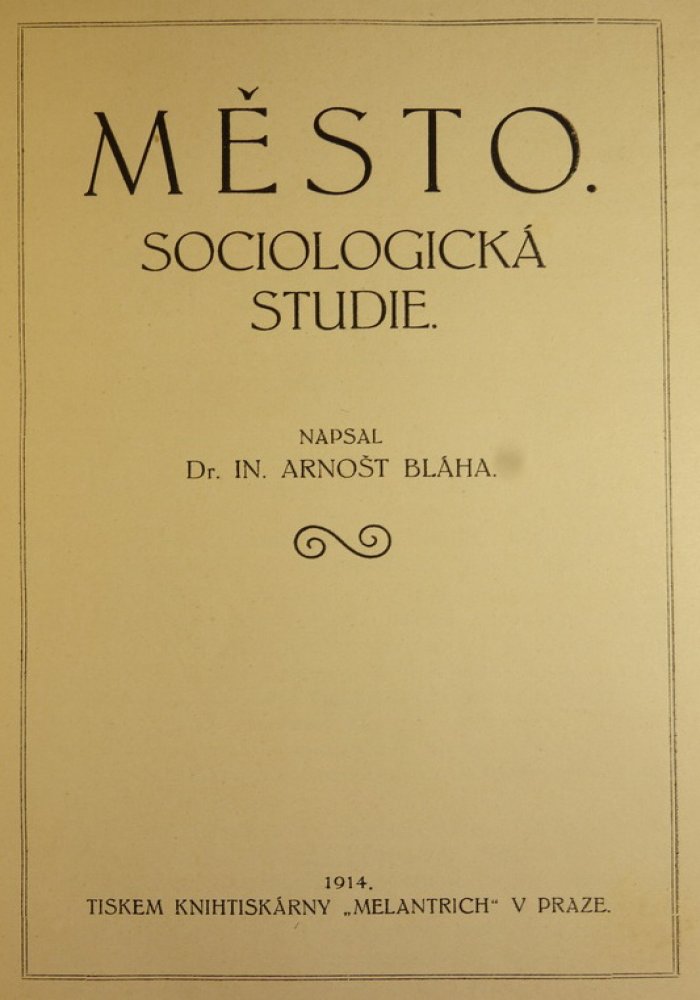 MĚSTO.
SOCIOLOGICKÁ
STUDIE.
NAPSAL
Dr. IN. ARNOŠT BLÁHA.
1914.
TISKEM KNIHTISKÁRNY „MELANTRICH“ V PRAZE.